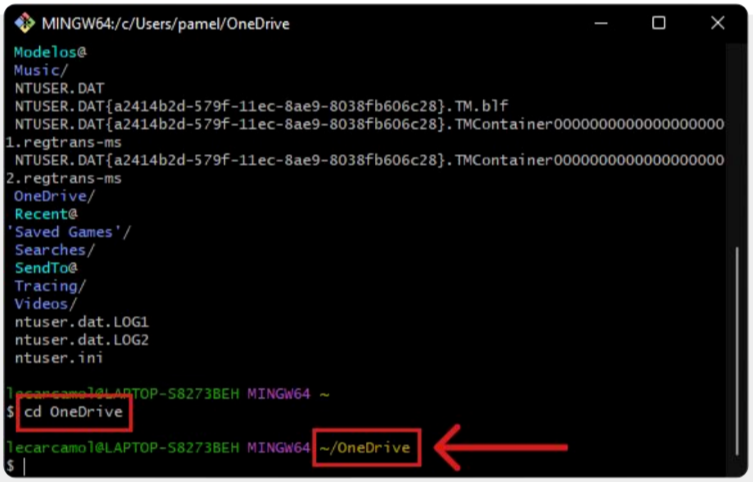 MINGW64:/c/Users/pamel/OneDrive
Modelos@
Music/
NTUSER.DAT
NTUSER.DAT{a2414b2d-579f-11ec-8ae9-8038fb606c28}.TM.blf
NTUSER.DAT{a2414b2d-579f-11ec-8ae9-8038fb606c28}.TMContainer0000000000000000000
1.regtrans-ms
NTUSER.DAT{a2414b2d-579f-11ec-8ae9-8038fb606c28}.TMContainer0000000000000000000
2.regtrans-ms
OneDrive/
Recent@
'Saved Games'/
Searches/
SendTo@
Tracing/
Videos/
ntuser.dat.LOG1
ntuser.dat.LOG2
ntuser.ini
lecarcamol@LAPTOP-S8273BEH MINGW64 ~
$ cd OneDrive
lecarcamol@LAPTOP-S8273BEH MINGW64 ~/OneDrive
$